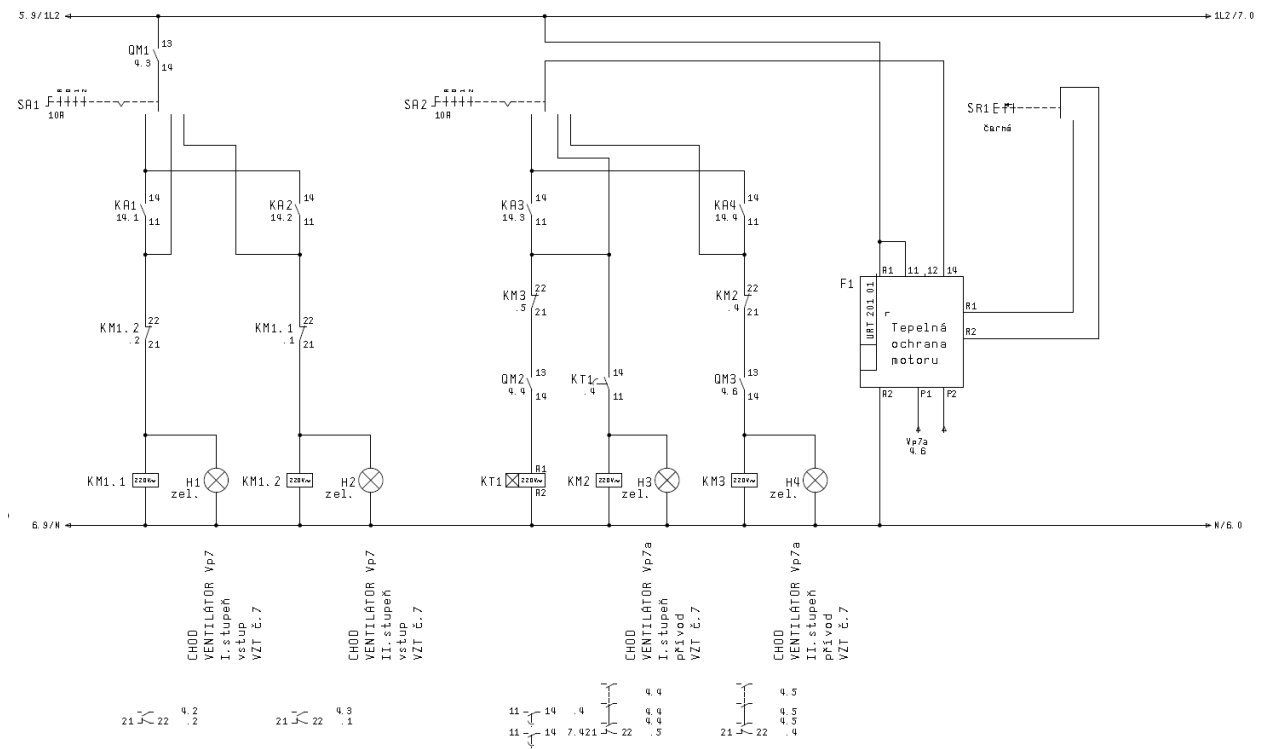 5.9/1L2
1L2/7.0
QM1
4.3
13
14
SA1
10A
SA2
10A
SR1
černé
KA1
14.1
14
11
KA2
14.2
14
11
KA3
14.3
14
11
KA4
14.4
14
11
KM1.2
.2
22
21
KM1.1
.1
22
21
KM3
.5
22
21
KM2
.4
22
21
QM2
4.4
13
14
KT1
.4
14
11
QM3
4.6
13
14
F1
A1
11
12
14
URT 201 01
Tepelná
ochrana
motoru
R1
R2
A2
P1
P2
Vp7a
4.6
KM1.1
220V~
H1
zel.
KM1.2
220V~
H2
zel.
KT1
220V~
A1
A2
KM2
220V~
H3
zel.
KM3
220V~
H4
zel.
6.9/N
N/6.0
CHOD
VENTILÁTOR Vp7
I.stupeň
vstup
VZT č.7
CHOD
VENTILÁTOR Vp7
II.stupeň
vstup
VZT č.7
CHOD
VENTILÁTOR Vp7a
I.stupeň
přívod
VZT č.7
CHOD
VENTILÁTOR Vp7a
II.stupeň
přívod
VZT č.7
4.2
21 22 .2
4.3
21 22 .1
11 14 .4
11 14 7.4
4.4
4.4
4.4
21 22 .5
4.5
4.5
4.5
21 22 .4